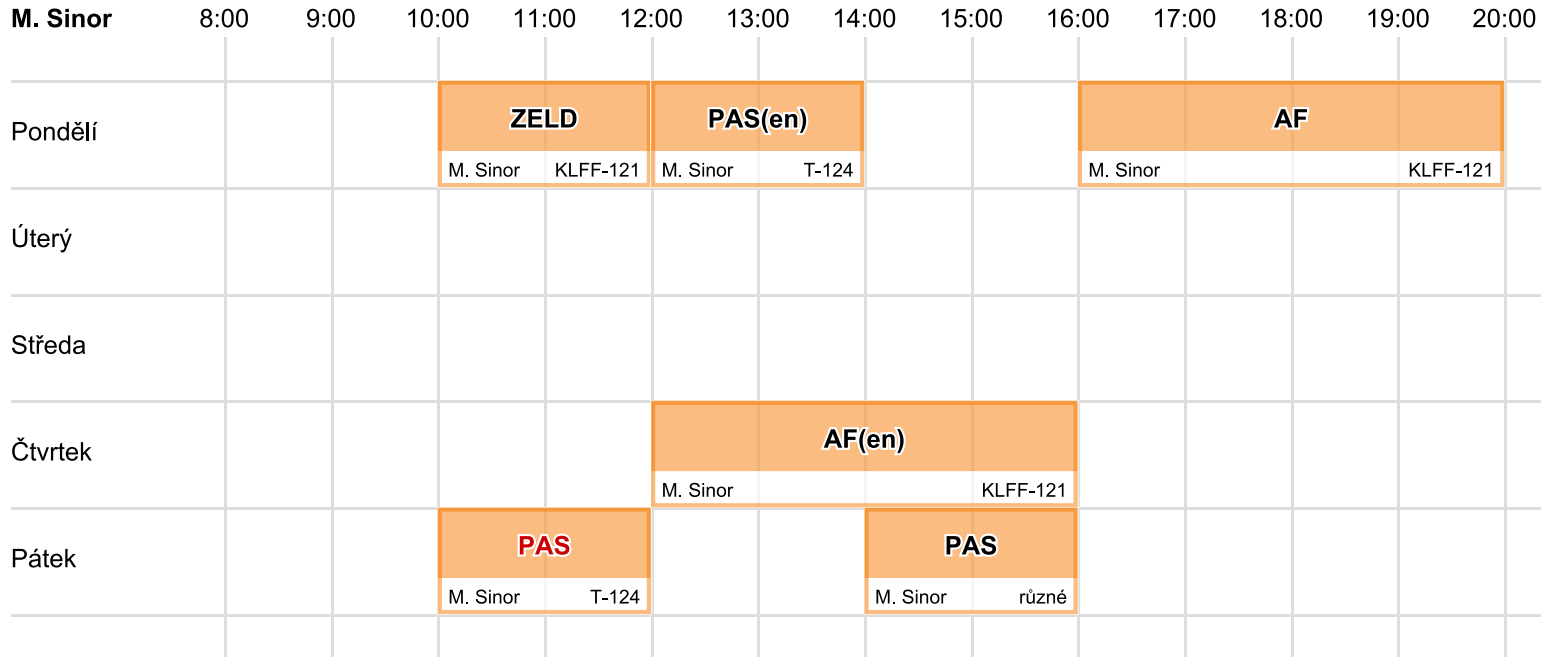 M. Sinor 8:00 9:00 10:00 11:00 12:00 13:00 14:00 15:00 16:00 17:00 18:00 19:00 20:00
Pondělí
ZELD
M. Sinor KLFF-121
PAS(en)
M. Sinor T-124
AF
M. Sinor KLFF-121
Úterý
Středa
Čtvrtek
AF(en)
M. Sinor KLFF-121
Pátek
PAS
M. Sinor T-124
PAS
M. Sinor různé